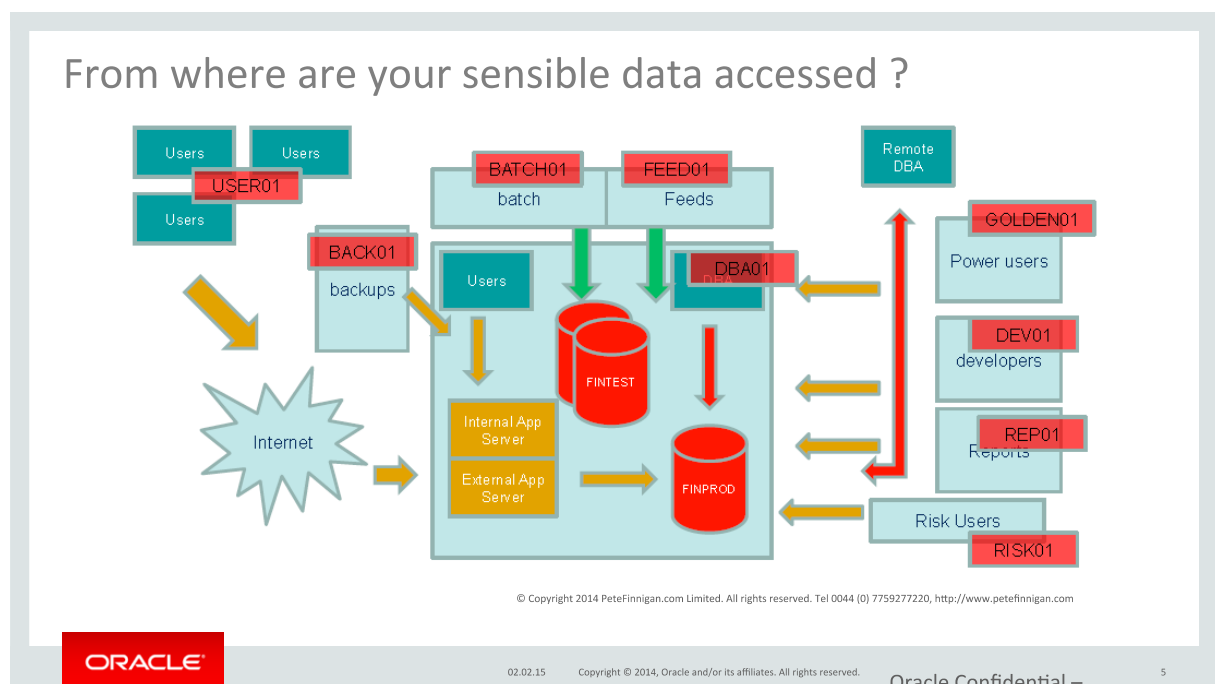 From where are your sensible data accessed ?
Users
Users
USER01
Users
BACK01
backups
Internet
BATCH01
batch
FEED01
Feeds
Users
DBA01
DBA
FINTEST
Internal App
Server
External App
Server
FINPROD
Remote
DBA
GOLDEN01
Power users
DEV01
developers
REP01
Reports
Risk Users
RISK01
© Copyright 2014 PeteFinnigan.com Limited. All rights reserved. Tel 0044 (0) 7759277220, http://www.petefinnigan.com
ORACLE®
02.02.15
Copyright © 2014, Oracle and/or its affiliates. All rights reserved.
Oracle Confidential –
5